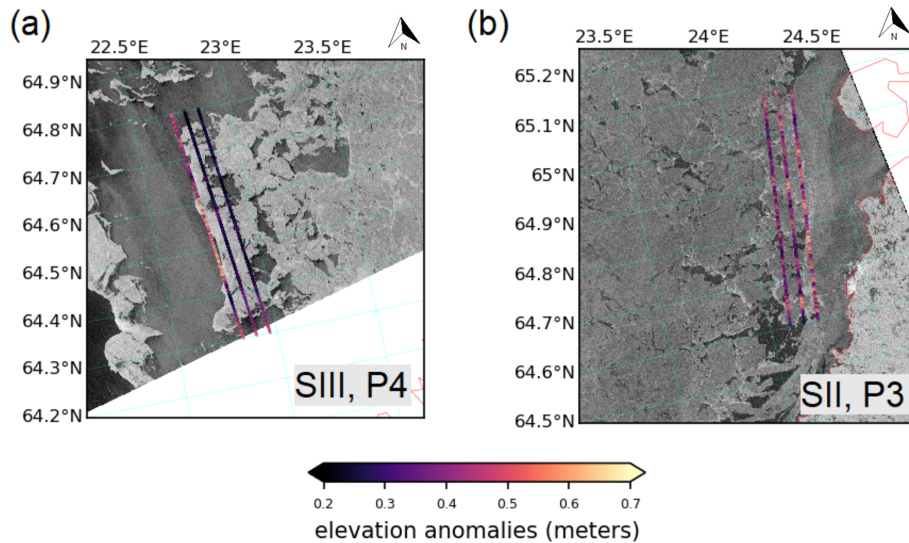 (a)
22.5°E 23°E 23.5°E
N
64.9°N
64.8°N
64.7°N
64.6°N
64.5°N
64.4°N
64.3°N
64.2°N
SIII, P4
(b)
23.5°E 24°E 24.5°E
N
65.2°N
65.1°N
65°N
64.9°N
64.8°N
64.7°N
64.6°N
64.5°N
SII, P3
0.2 0.3 0.4 0.5 0.6 0.7
elevation anomalies (meters)